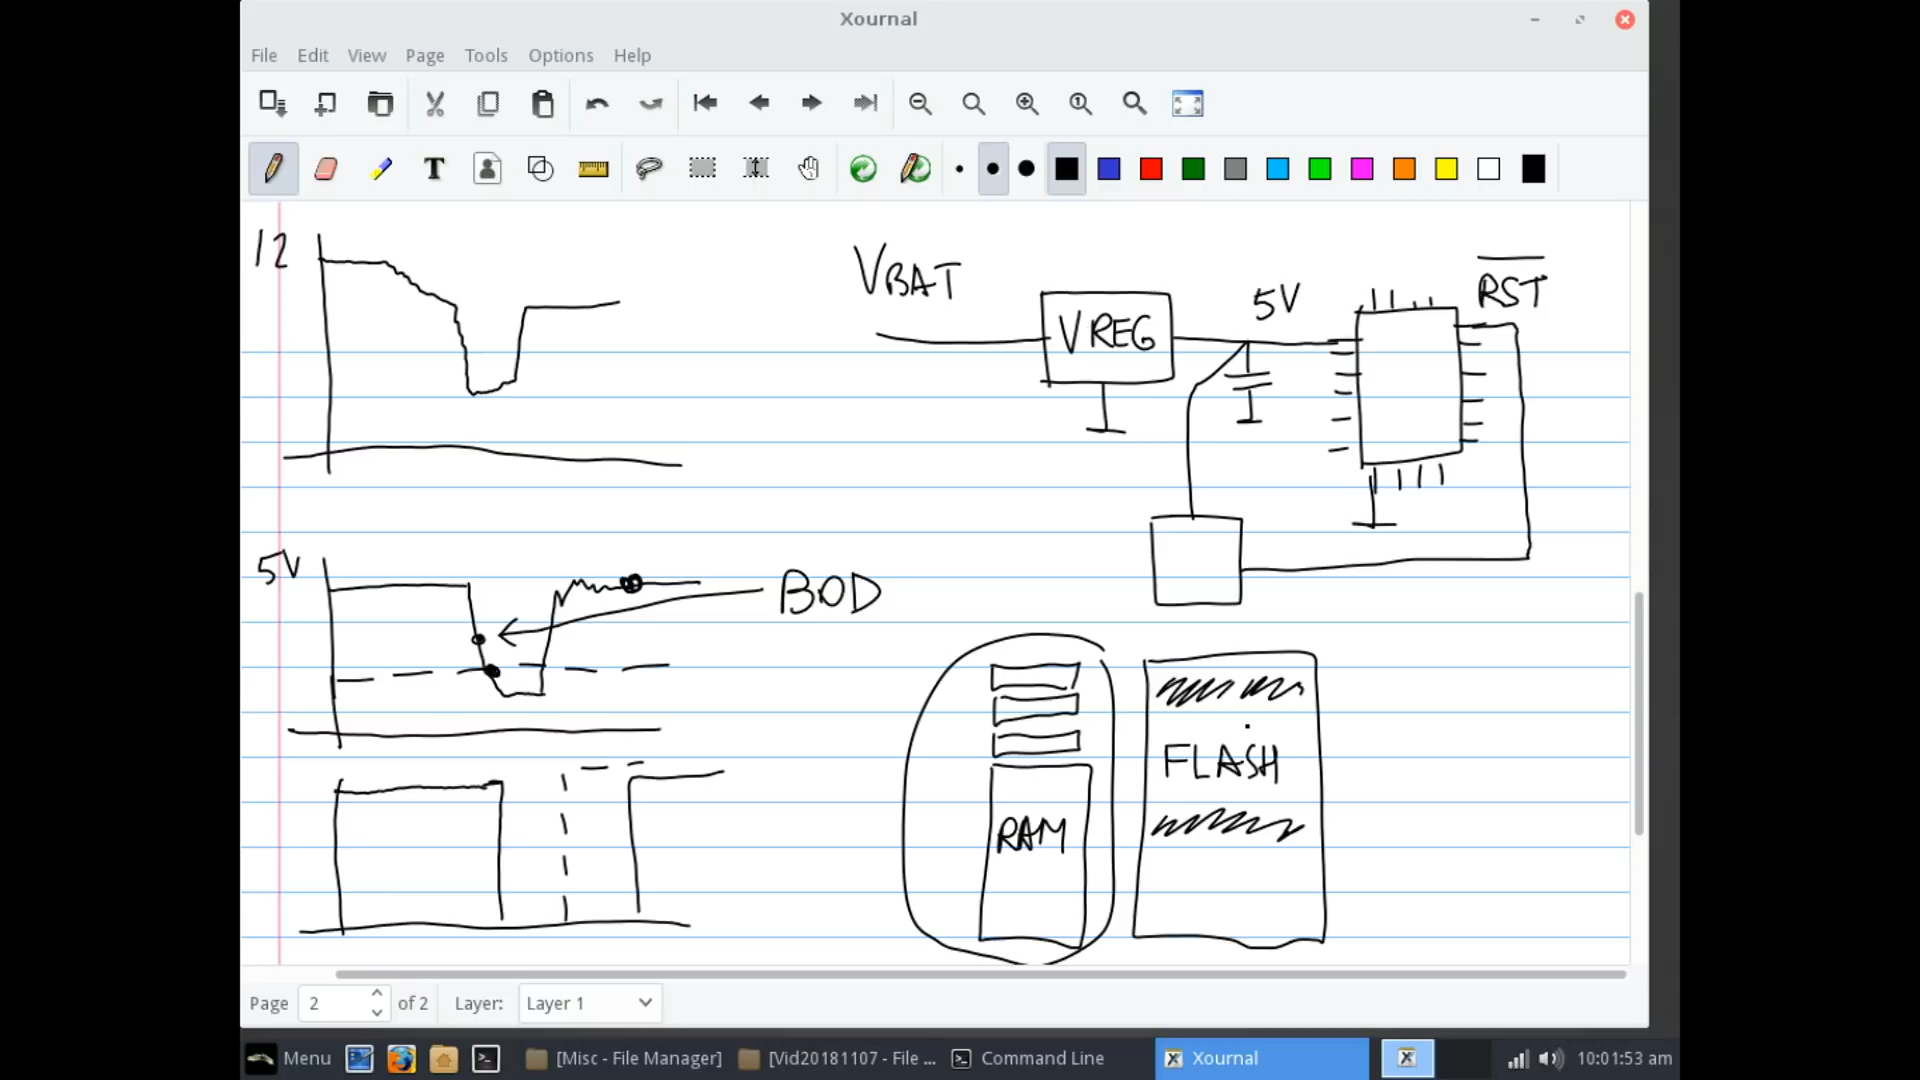 Xournal
File Edit View Page Tools Options Help
T
12
VBAT
VREG
5V
RST
5V
BOD
RAM
FLASH
Page 2 of 2 Layer: Layer 1
Menu [Misc - File Manager] [Vid20181107 - File ... Command Line Xournal 10:01:53 am